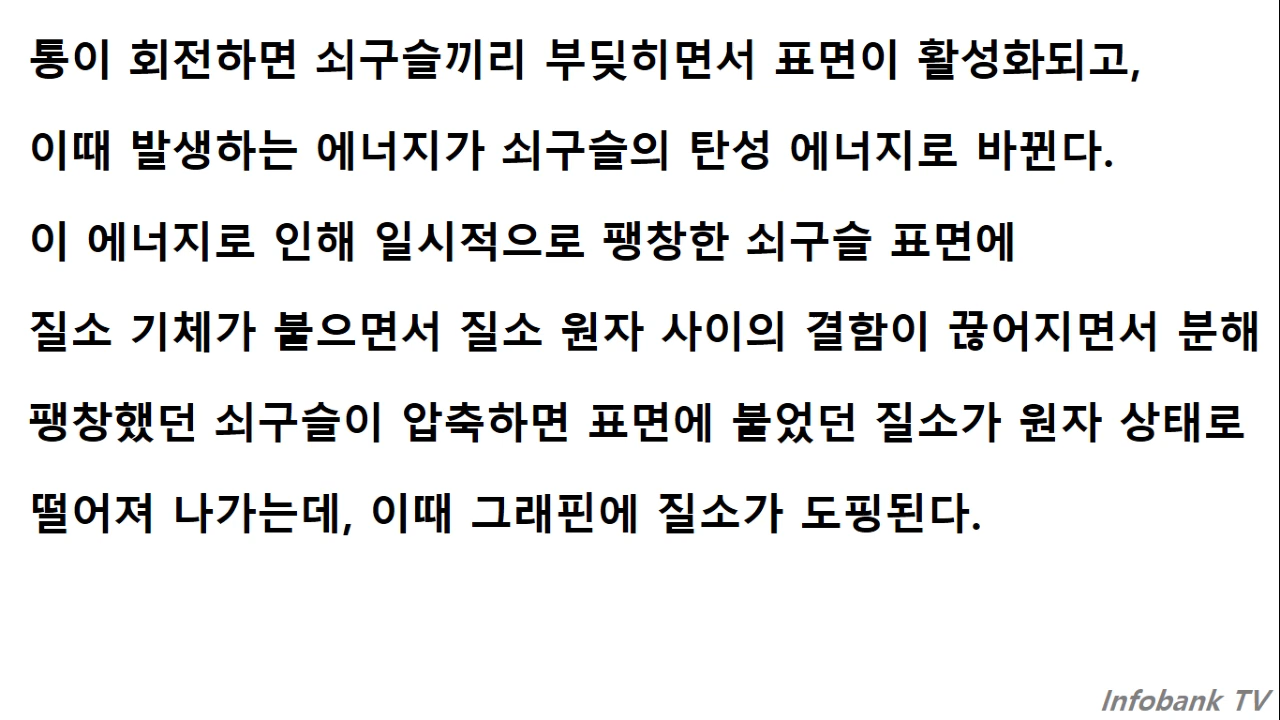 통이 회전하면 쇠구슬끼리 부딪히면서 표면이 활성화되고,
이때 발생하는 에너지가 쇠구슬의 탄성 에너지로 바뀐다.
이 에너지로 인해 일시적으로 팽창한 쇠구슬 표면에
질소 기체가 붙으면서 질소 원자 사이의 결함이 끊어지면서 분해
팽창했던 쇠구슬이 압축하면 표면에 붙었던 질소가 원자 상태로
떨어져 나가는데, 이때 그래핀에 질소가 도핑된다.
Infobank TV